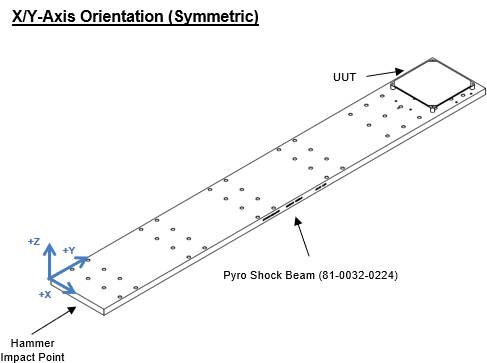 X/Y-Axis Orientation (Symmetric)
UUT
+Z
+Y
+X
Pyro Shock Beam (81-0032-0224)
Hammer
Impact Point